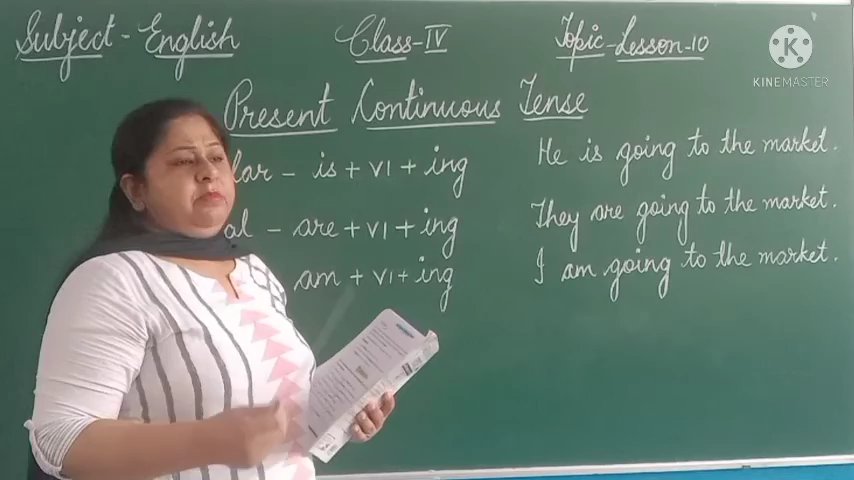 Subject - English Class - IV Topic - Lesson - 10
KINEMASTER
Present Continuous Tense
lar - is + V1 + ing He is going to the market.
al - are + V1 + ing They are going to the market.
am + V1 + ing I am going to the market.